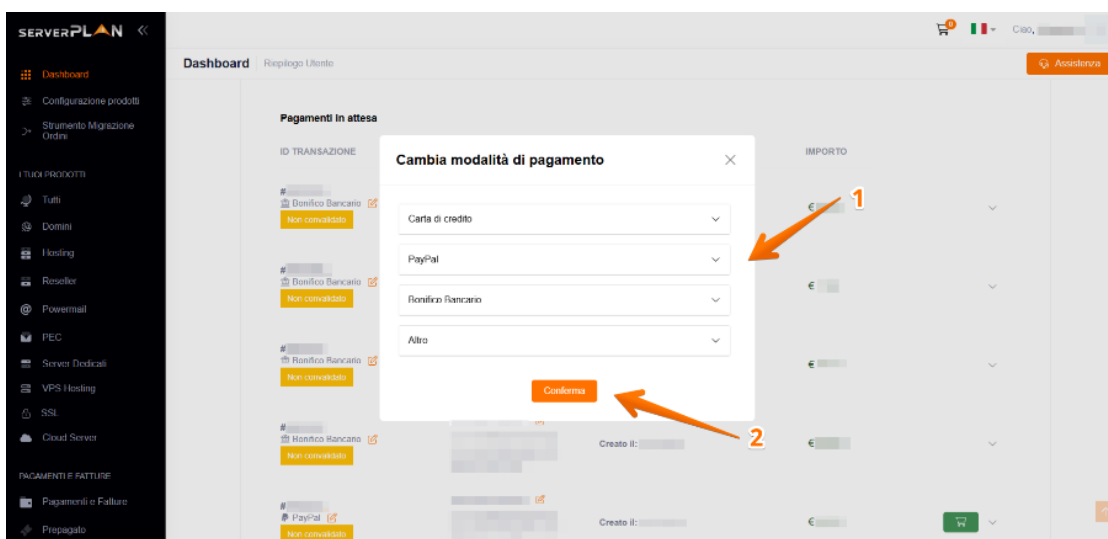 SERVERPLAN «
0
Ciao,
Dashboard Riepilogo Utente
Assistenza
Dashboard
Configurazione prodotti
Strumento Migrazione
Ordini
I TUOI PRODOTTI
Tutti
Domini
Hosting
Reseller
@ Powermail
PEC
Server Dedicati
VPS Hosting
SSL
Cloud Server
PAGAMENTI E FATTURE
Pagamenti e Fatture
Prepagato
Pagamenti in attesa
ID TRANSAZIONE
IMPORTO
#
Bonifico Bancario
Non convalidato
€
#
Bonifico Bancario
Non convalidato
€
#
Bonifico Bancario
Non convalidato
€
#
Bonifico Bancario
Non convalidato
Creato il:
€
#
PayPal
Non convalidato
Creato il:
€
Cambia modalità di pagamento
Carta di credito
PayPal
Bonifico Bancario
Altro
Conferma
1
2